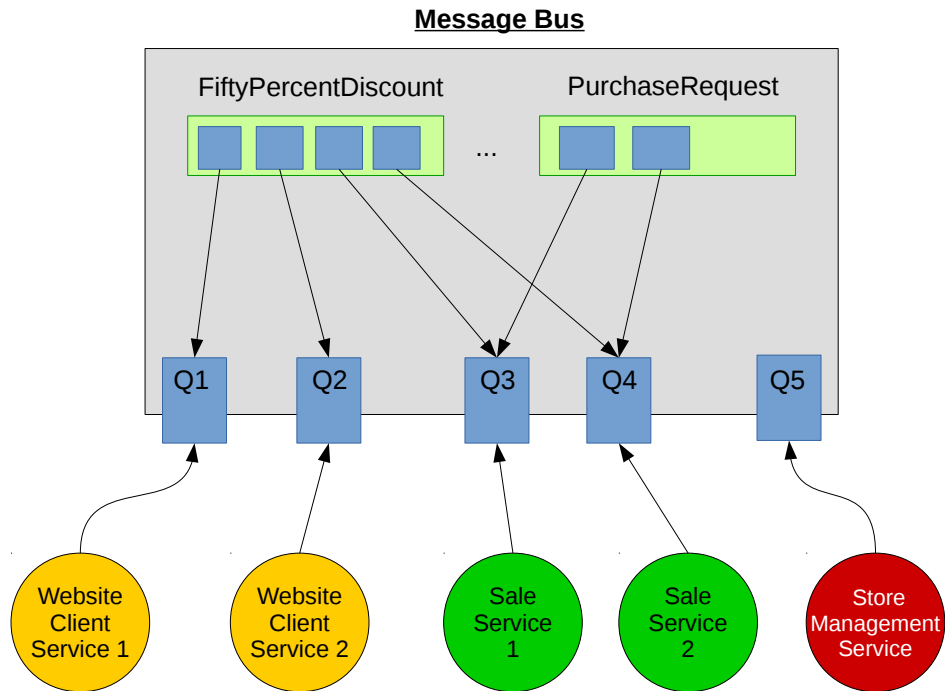 Message Bus
FiftyPercentDiscount
PurchaseRequest
...
Q1
Q2
Q3
Q4
Q5
Website
Client
Service 1
Website
Client
Service 2
Sale
Service
1
Sale
Service
2
Store
Management
Service